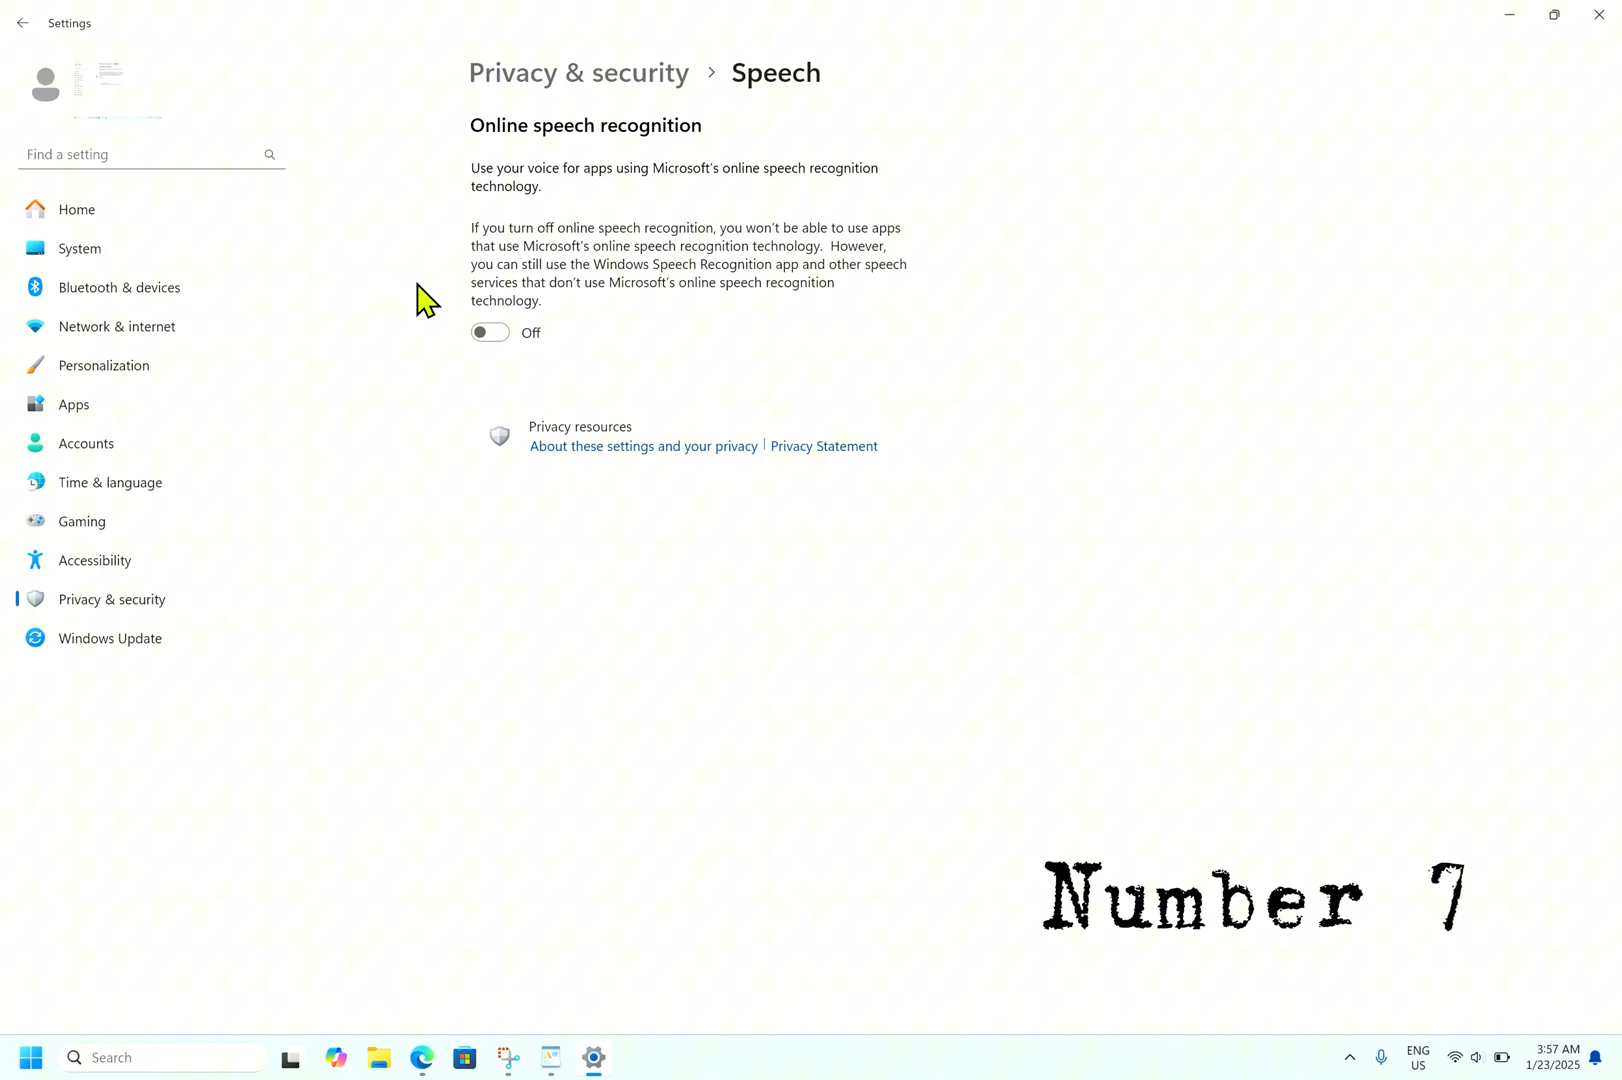 Settings
Find a setting
Home
System
Bluetooth & devices
Network & internet
Personalization
Apps
Accounts
Time & language
Gaming
Accessibility
Privacy & security
Windows Update
Privacy & security > Speech
Online speech recognition
Use your voice for apps using Microsoft's online speech recognition
technology.
If you turn off online speech recognition, you won't be able to use apps
that use Microsoft's online speech recognition technology. However,
you can still use the Windows Speech Recognition app and other speech
services that don't use Microsoft's online speech recognition
technology.
Off
Privacy resources
About these settings and your privacy | Privacy Statement
Number 7
Search
ENG
US
3:57 AM
1/23/2025